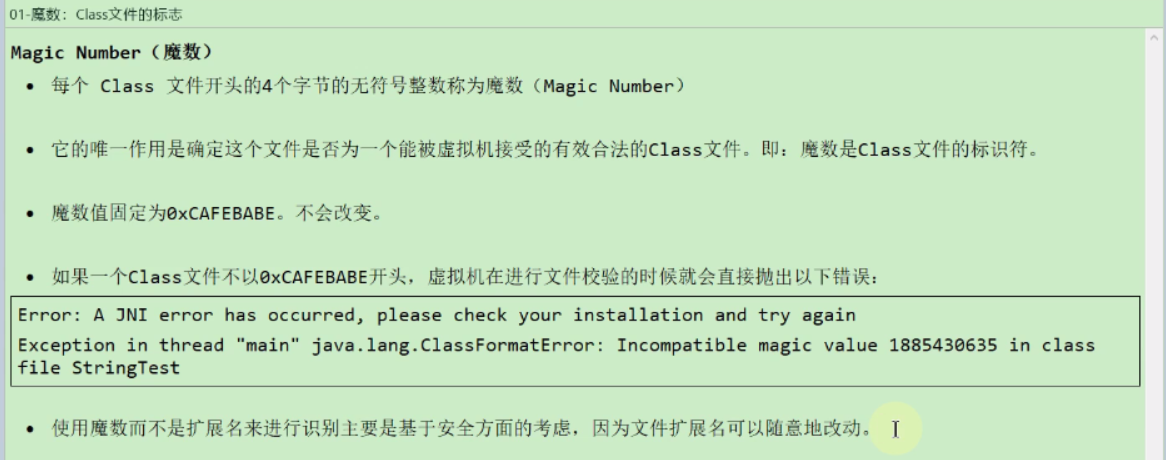 01-魔数：Class文件的标志
Magic Number（魔数）
• 每个 Class 文件开头的4个字节的无符号整数称为魔数（Magic Number）
• 它的唯一作用是确定这个文件是否为一个能被虚拟机接受的有效合法的Class文件。即：魔数是Class文件的标识符。
• 魔数值固定为0xCAFEBABE。不会改变。
• 如果一个Class文件不以0xCAFEBABE开头，虚拟机在进行文件校验的时候就会直接抛出以下错误：
Error: A JNI error has occurred, please check your installation and try again
Exception in thread "main" java.lang.ClassFormatError: Incompatible magic value 1885430635 in class
file StringTest
• 使用魔数而不是扩展名来进行识别主要是基于安全方面的考虑，因为文件扩展名可以随意地改动。